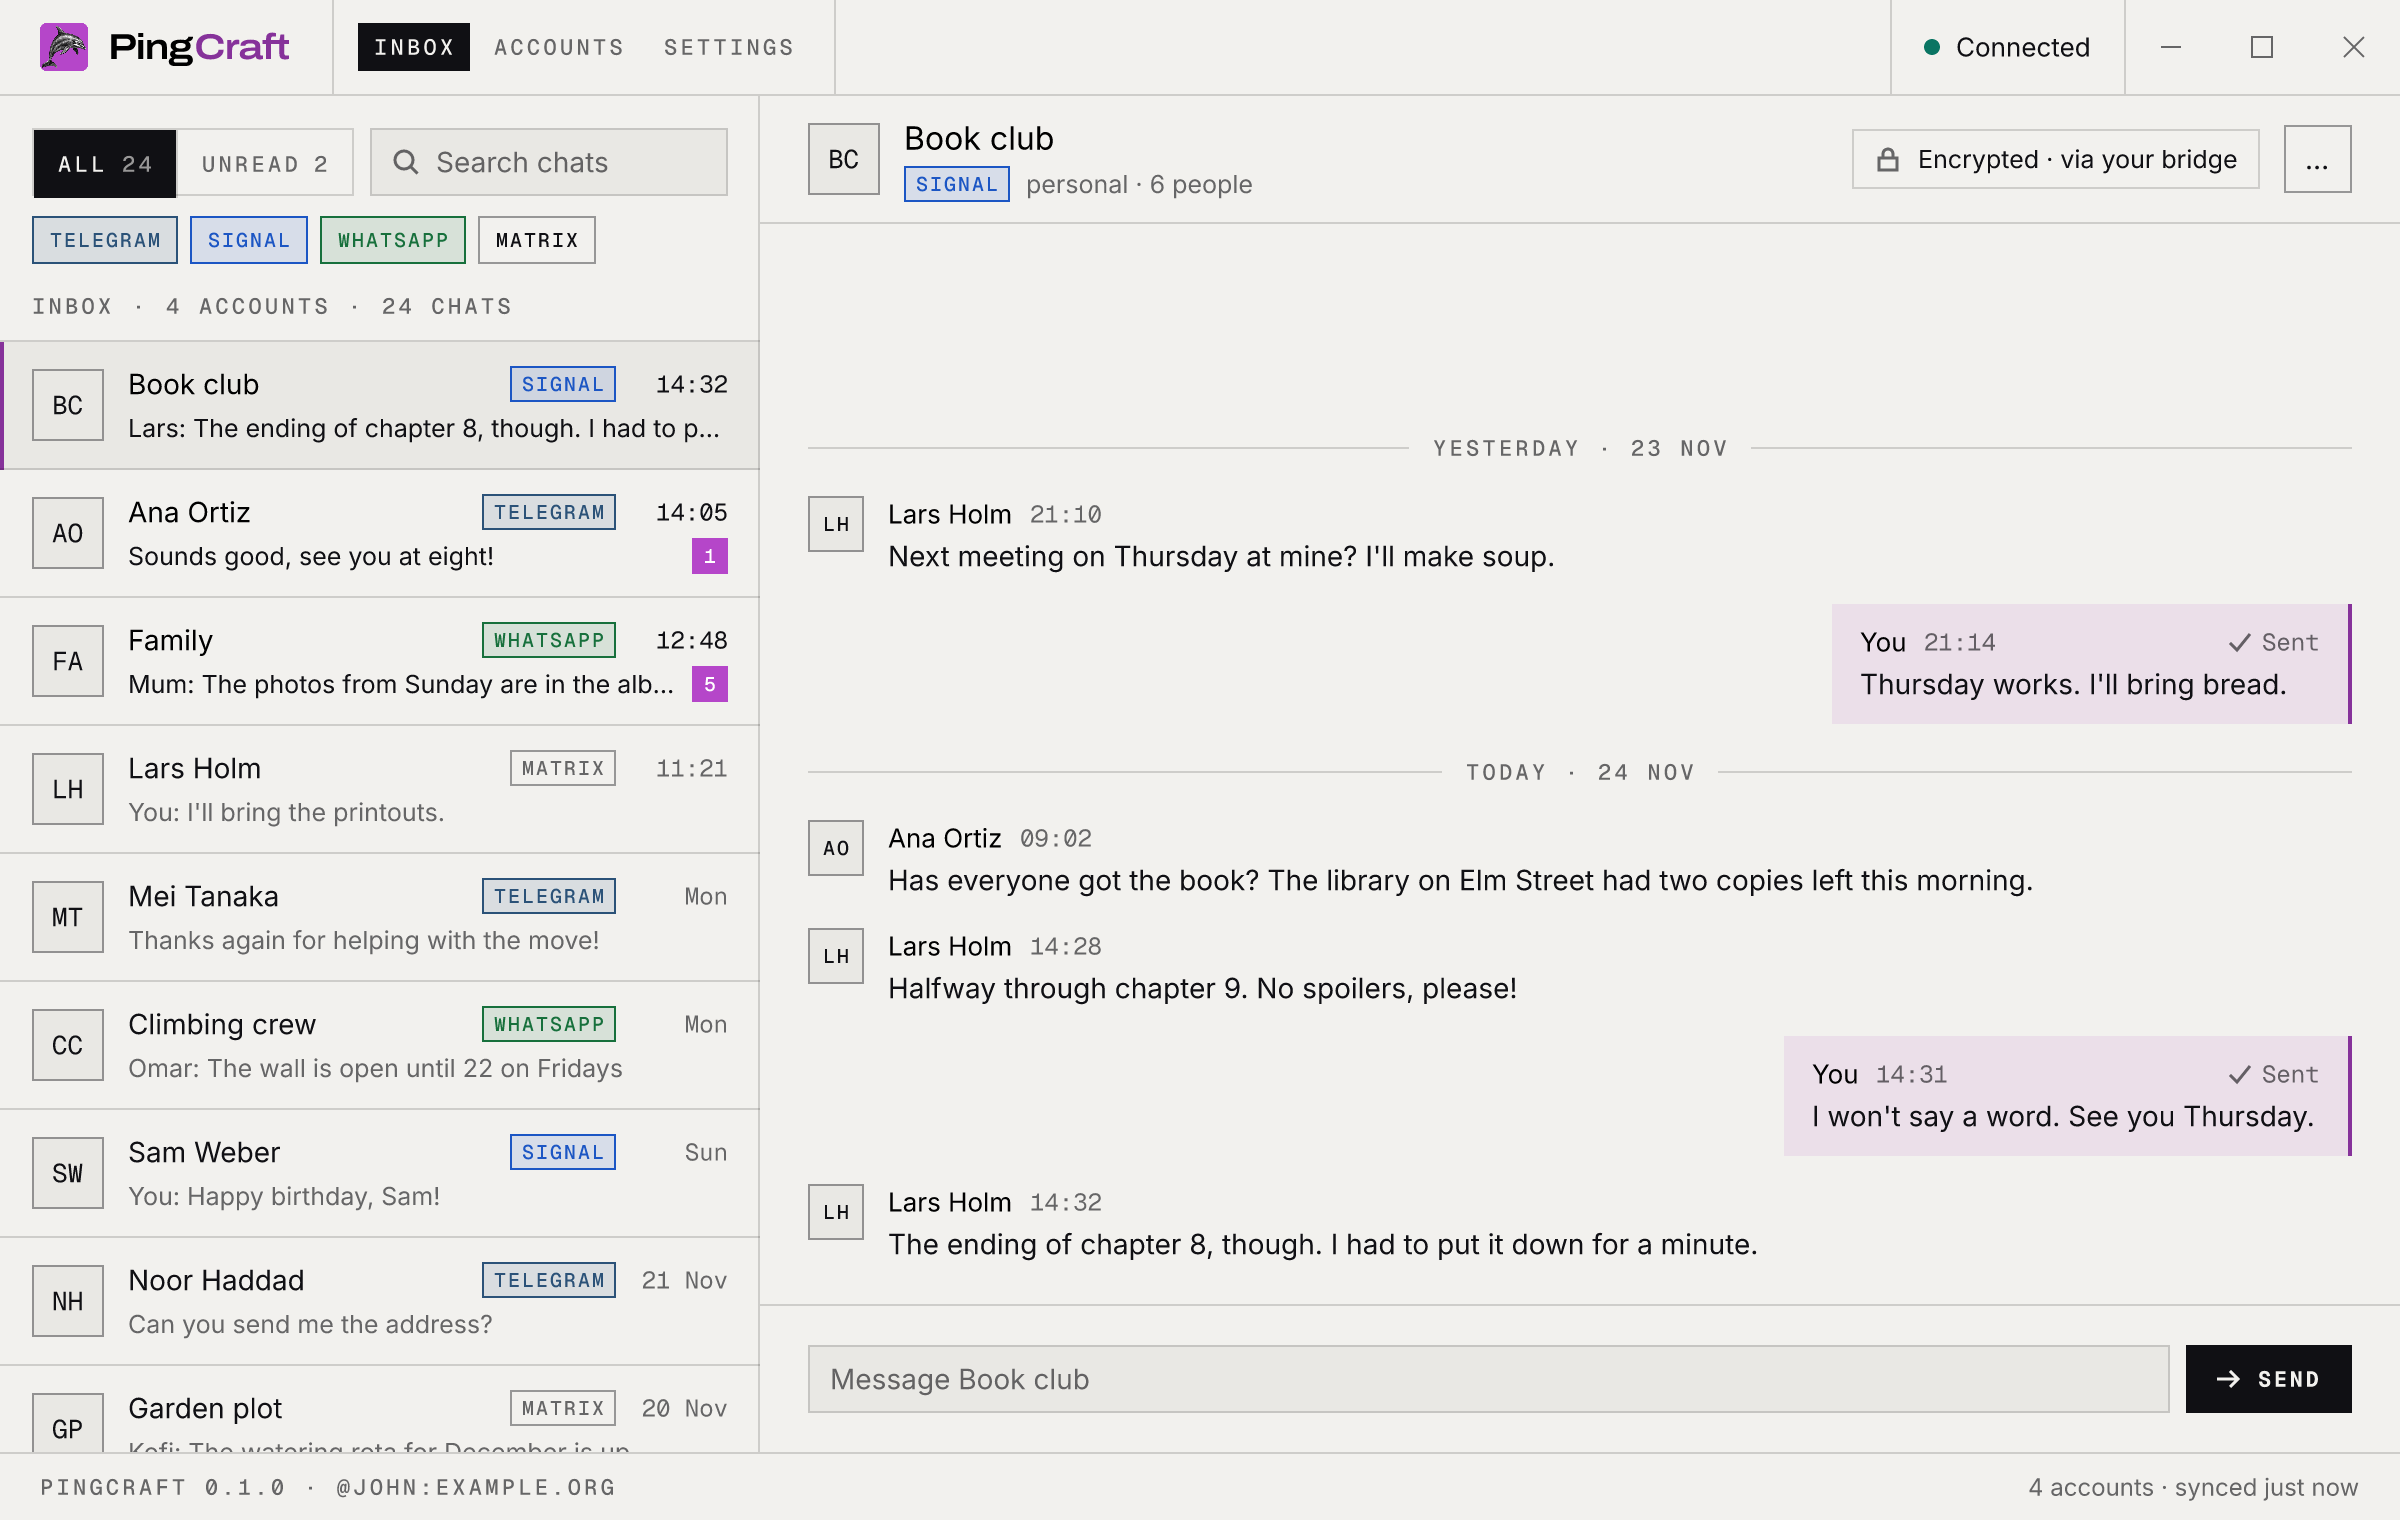 PingCraft
INBOX ACCOUNTS SETTINGS
Connected
ALL 24 UNREAD 2
Search chats
TELEGRAM SIGNAL WHATSAPP MATRIX
INBOX · 4 ACCOUNTS · 24 CHATS
BC
Book club SIGNAL 14:32
Lars: The ending of chapter 8, though. I had to p...
AO
Ana Ortiz TELEGRAM 14:05
Sounds good, see you at eight! 1
FA
Family WHATSAPP 12:48
Mum: The photos from Sunday are in the alb... 5
LH
Lars Holm MATRIX 11:21
You: I'll bring the printouts.
MT
Mei Tanaka TELEGRAM Mon
Thanks again for helping with the move!
CC
Climbing crew WHATSAPP Mon
Omar: The wall is open until 22 on Fridays
SW
Sam Weber SIGNAL Sun
You: Happy birthday, Sam!
NH
Noor Haddad TELEGRAM 21 Nov
Can you send me the address?
GP
Garden plot MATRIX 20 Nov
Kofi: The watering rota for December is up
BC
Book club
SIGNAL personal · 6 people
Encrypted · via your bridge
...
YESTERDAY · 23 NOV
LH
Lars Holm 21:10
Next meeting on Thursday at mine? I'll make soup.
You 21:14 Sent
Thursday works. I'll bring bread.
TODAY · 24 NOV
AO
Ana Ortiz 09:02
Has everyone got the book? The library on Elm Street had two copies left this morning.
LH
Lars Holm 14:28
Halfway through chapter 9. No spoilers, please!
You 14:31 Sent
I won't say a word. See you Thursday.
LH
Lars Holm 14:32
The ending of chapter 8, though. I had to put it down for a minute.
Message Book club
SEND
PINGCRAFT 0.1.0 · @JOHN:EXAMPLE.ORG
4 accounts · synced just now